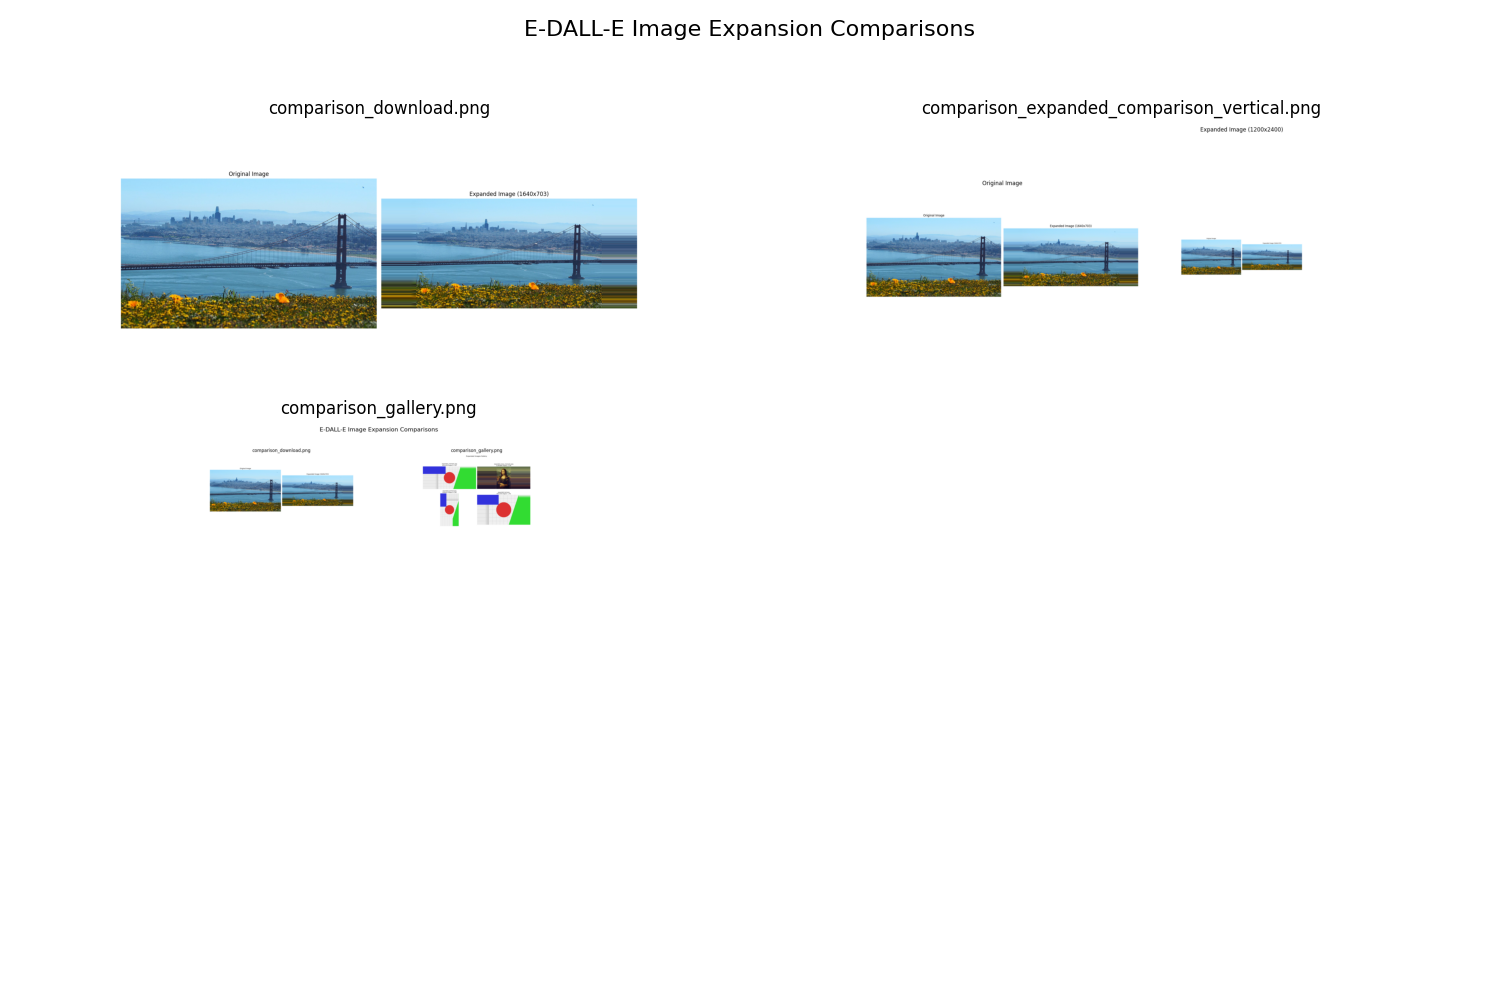 E-DALL-E Image Expansion Comparisons
comparison_download.png
Original Image
Expanded Image (1640x703)
comparison_expanded_comparison_vertical.png
Expanded Image (1200x2400)
Original Image
Original Image
Expanded Image (1640x703)
comparison_gallery.png
E-DALL-E Image Expansion Comparisons
comparison_download.png
comparison_gallery.png